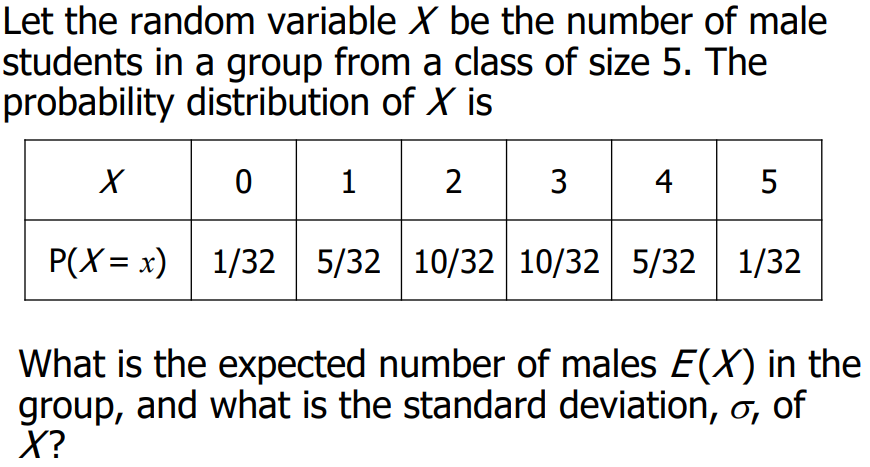 Let the random variable X be the number of male
students in a group from a class of size 5. The
probability distribution of X is
X 0 1 2 3 4 5
P(X = x) 1/32 5/32 10/32 10/32 5/32 1/32
What is the expected number of males E(X) in the
group, and what is the standard deviation, σ, of
X?